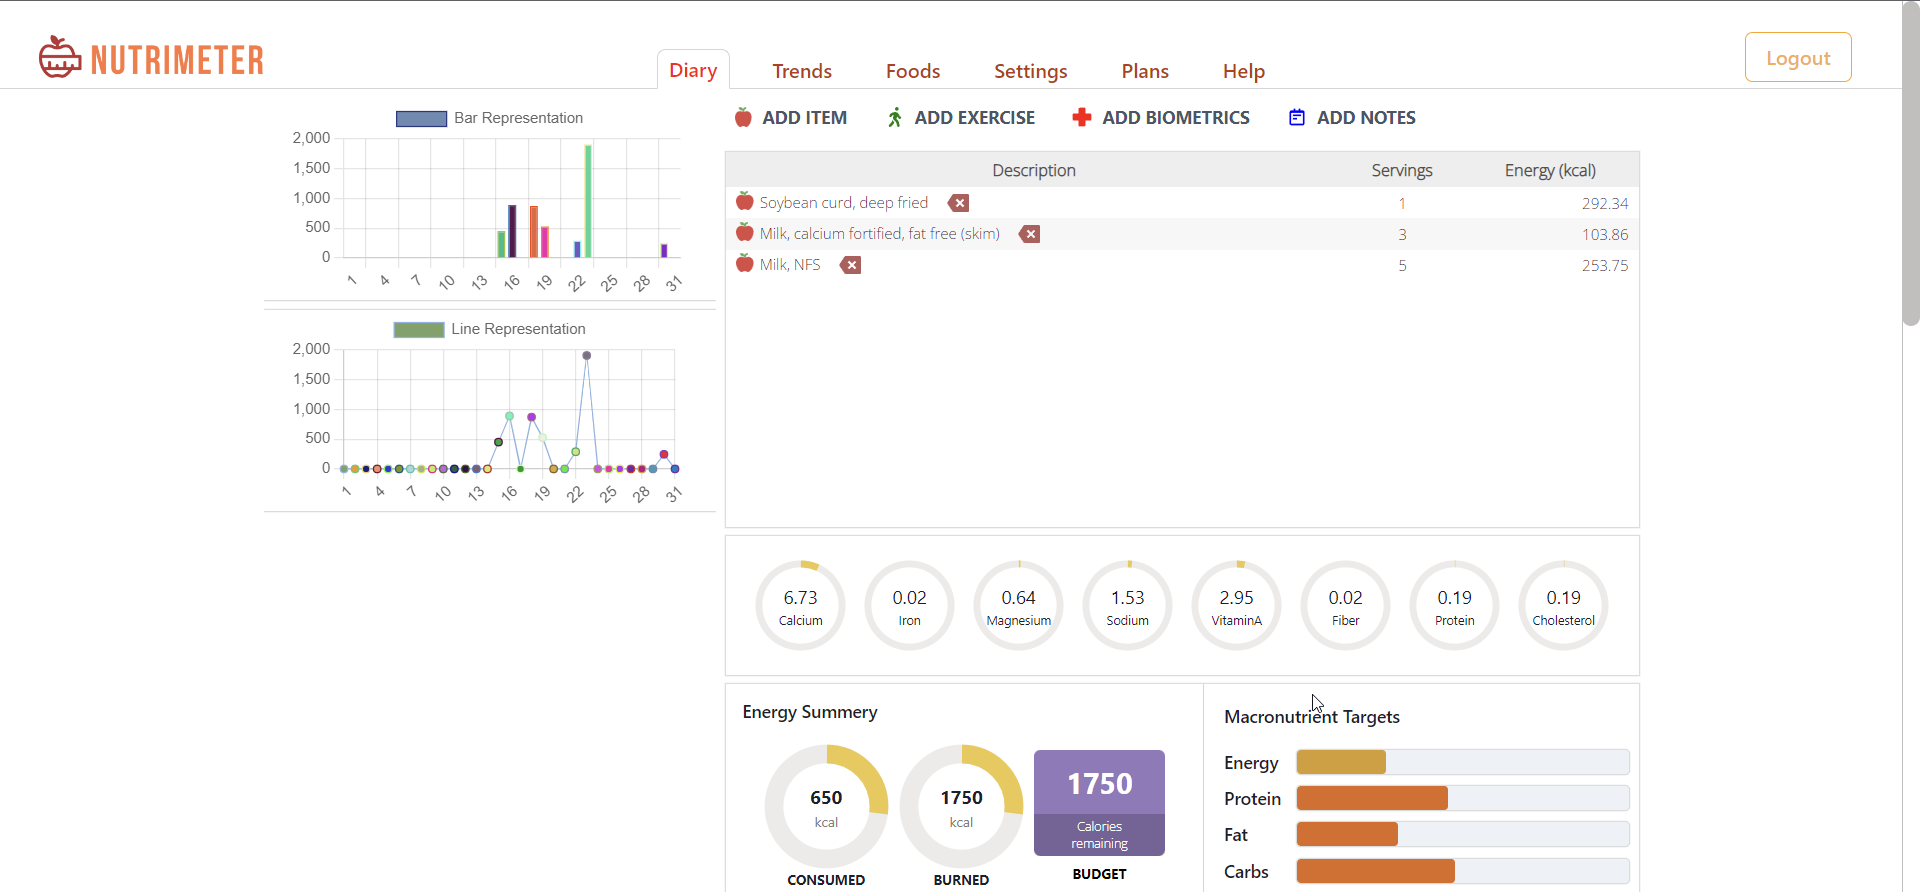 NUTRIMETER
Diary Trends Foods Settings Plans Help
Logout
Bar Representation
2,000
1,500
1,000
500
0
1 4 7 10 13 16 19 22 25 28 31
Line Representation
2,000
1,500
1,000
500
0
1 4 7 10 13 16 19 22 25 28 31
ADD ITEM ADD EXERCISE ADD BIOMETRICS ADD NOTES
Description Servings Energy (kcal)
Soybean curd, deep fried 1 292.34
Milk, calcium fortified, fat free (skim) 3 103.86
Milk, NFS 5 253.75
6.73 0.02 0.64 1.53 2.95 0.02 0.19 0.19
Calcium Iron Magnesium Sodium VitaminA Fiber Protein Cholesterol
Energy Summery
650
kcal
CONSUMED
1750
kcal
BURNED
1750
Calories
remaining
BUDGET
Macronutrient Targets
Energy
Protein
Fat
Carbs